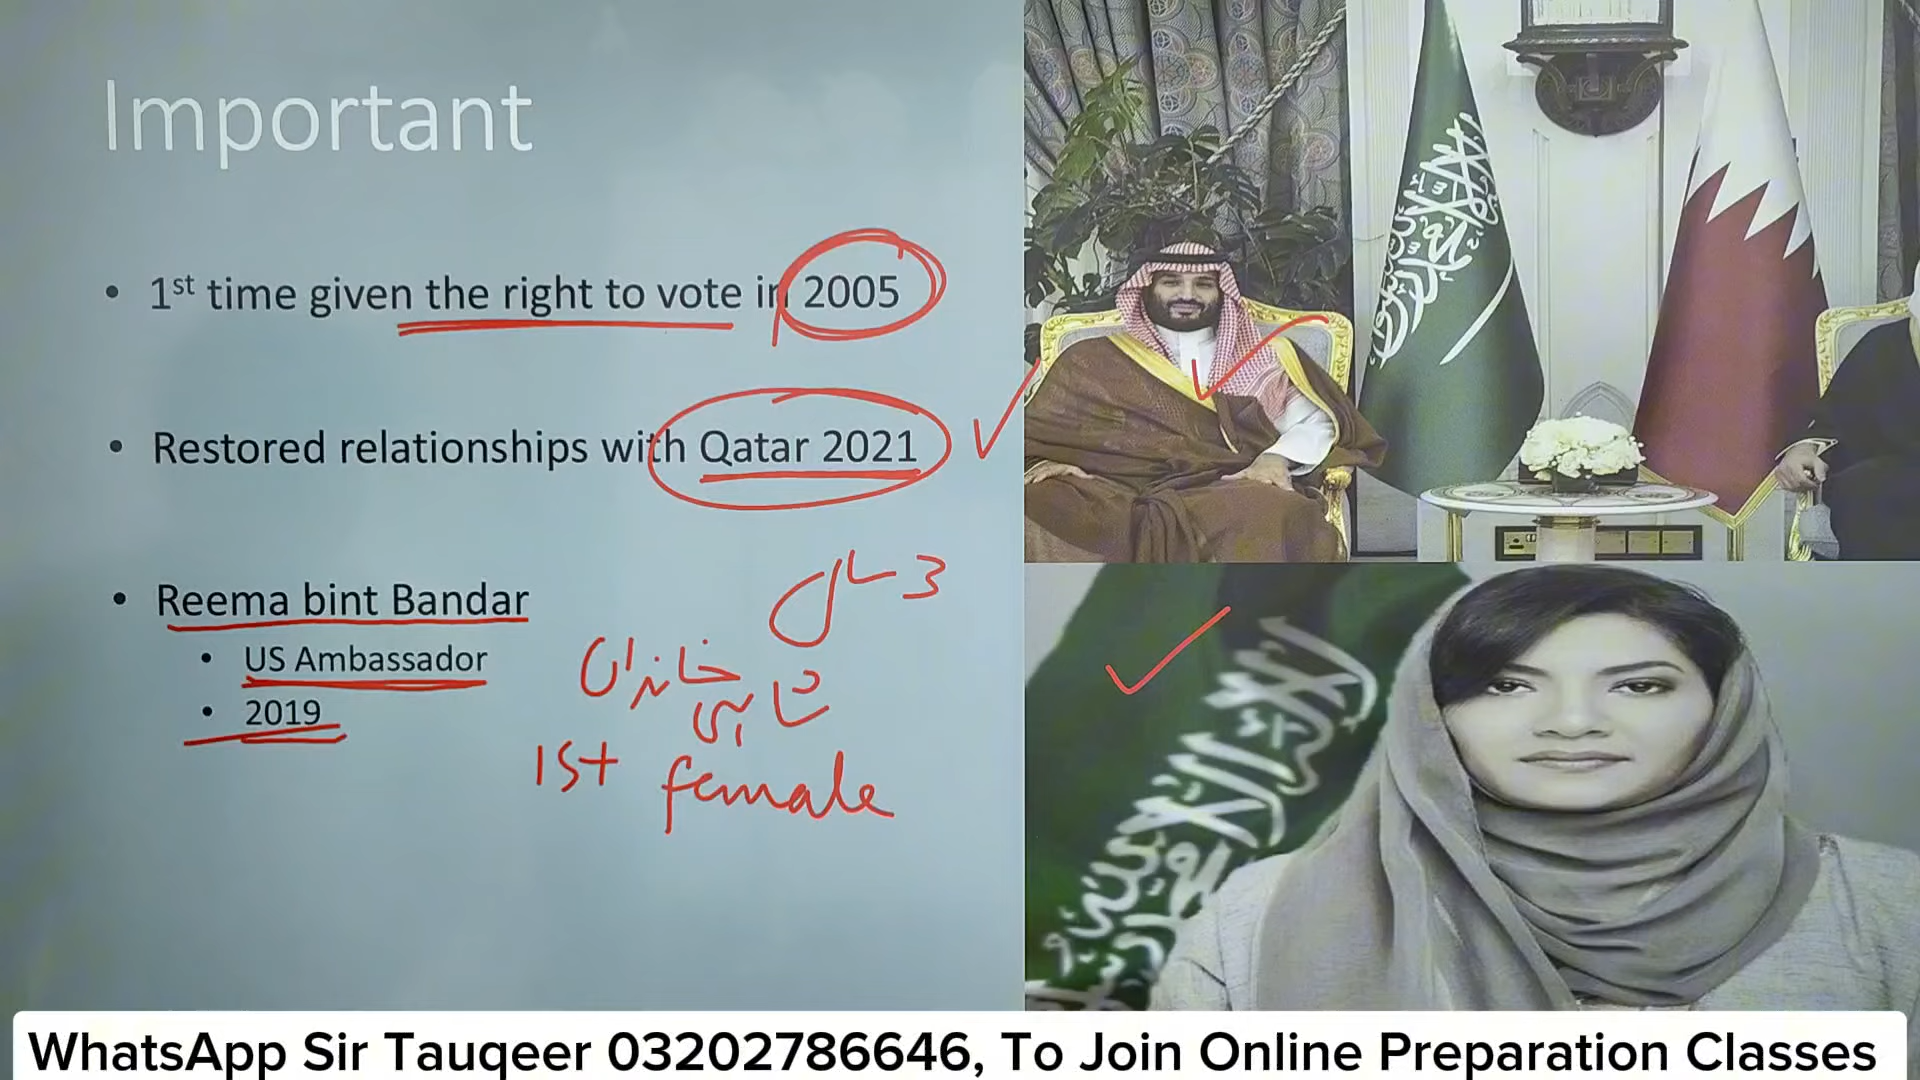 Important
• 1st time given the right to vote in 2005
• Restored relationships with Qatar 2021
• Reema bint Bandar
• US Ambassador
• 2019
3 سال
شاہی خاندان
1st female
WhatsApp Sir Tauqeer 03202786646, To Join Online Preparation Classes